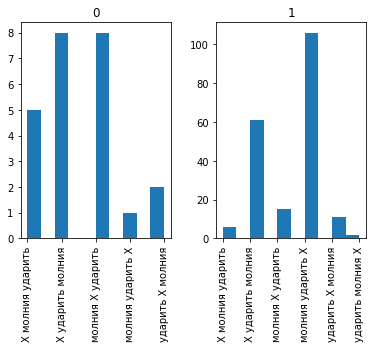 0
8
7
6
5
4
3
2
1
0
X молния ударить
X ударить молния
молния X ударить
молния ударить X
ударить X молния
1
100
80
60
40
20
0
X молния ударить
X ударить молния
молния X ударить
молния ударить X
ударить X молния
ударить молния X